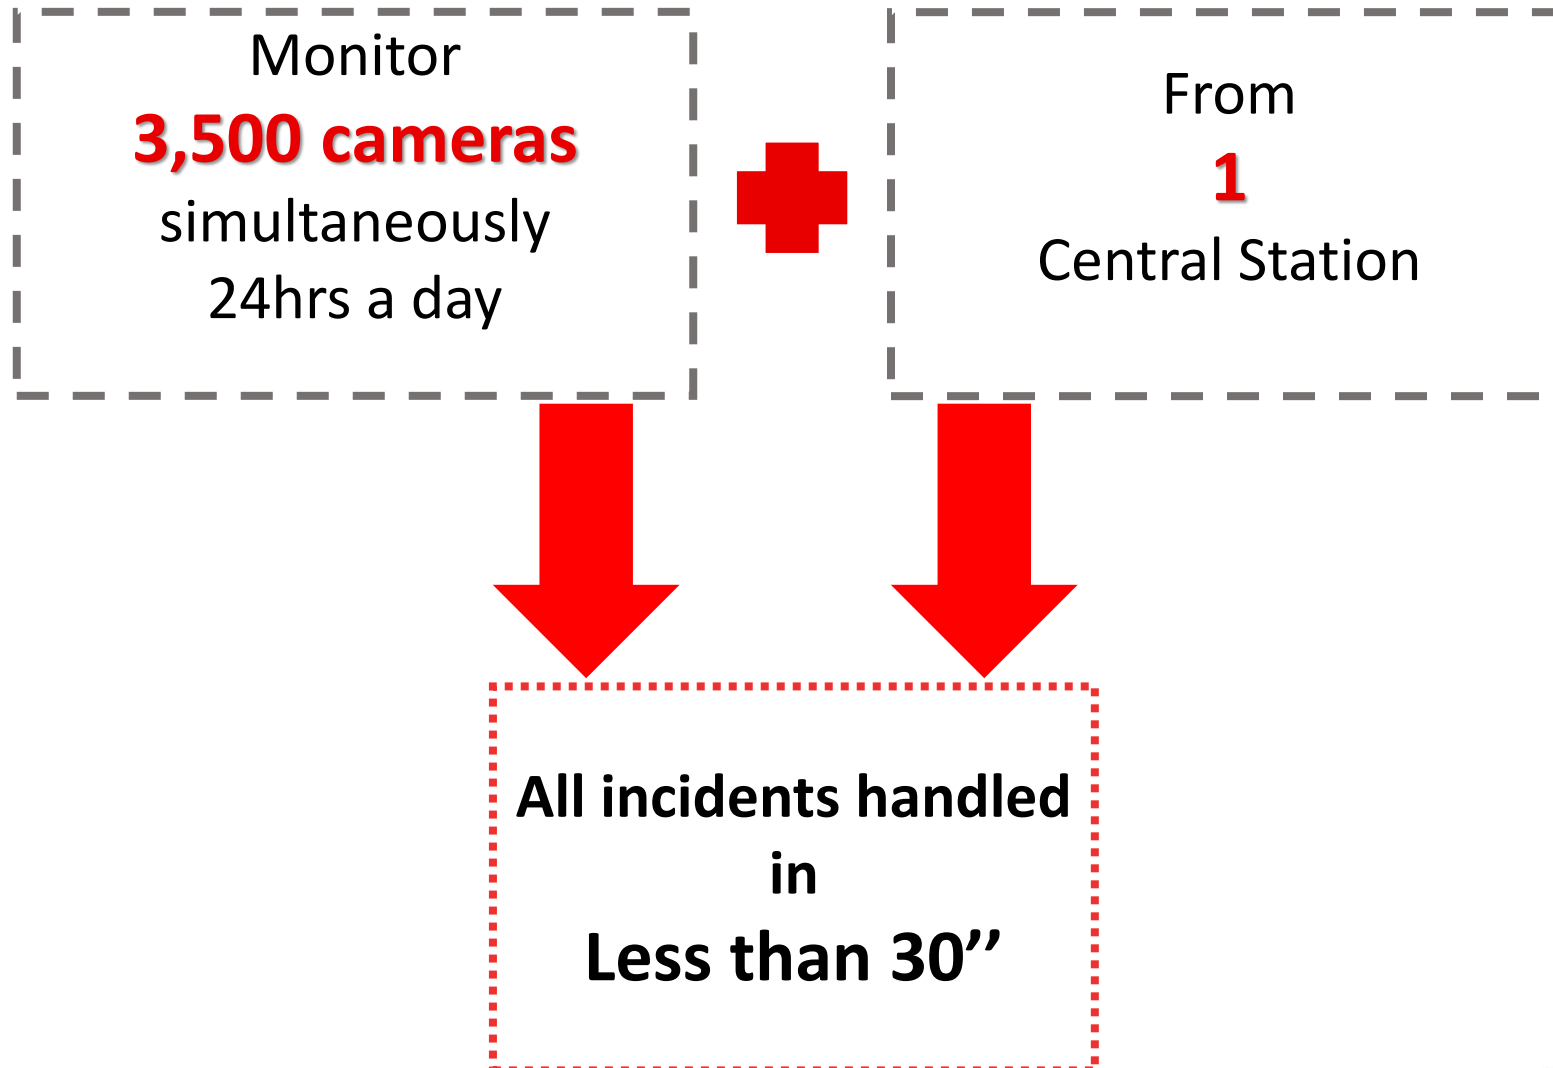 Monitor
3,500 cameras
simultaneously
24hrs a day
From
1
Central Station
All incidents handled
in
Less than 30’’